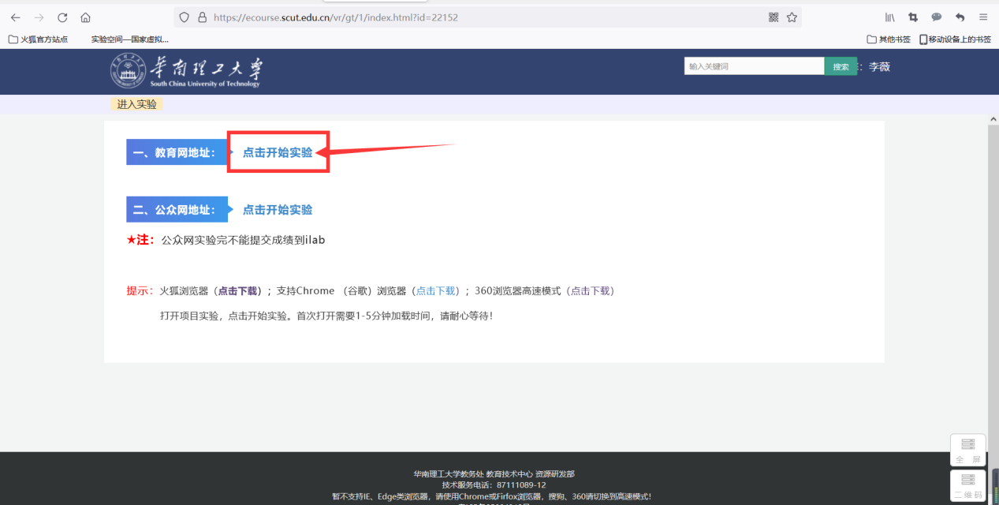 https://ecourse.scut.edu.cn/vr/gt/1/index.html?id=22152
火狐官方站点 实验空间—国家虚拟... 其他书签 移动设备上的书签
华南理工大学
South China University of Technology
输入关键词 搜索 : 李薇
进入实验
一、教育网地址： 点击开始实验
二、公众网地址： 点击开始实验
★注：公众网实验完不能提交成绩到ilab
提示：火狐浏览器（点击下载）；支持Chrome （谷歌）浏览器（点击下载）；360浏览器高速模式（点击下载）
打开项目实验，点击开始实验。首次打开需要1-5分钟加载时间，请耐心等待！
全 屏
二维码
华南理工大学教务处 教育技术中心 资源研发部
技术服务电话：87111089-12
暂不支持IE、Edge类浏览器，请使用Chrome或Firfox浏览器，搜狗、360请切换到高速模式！